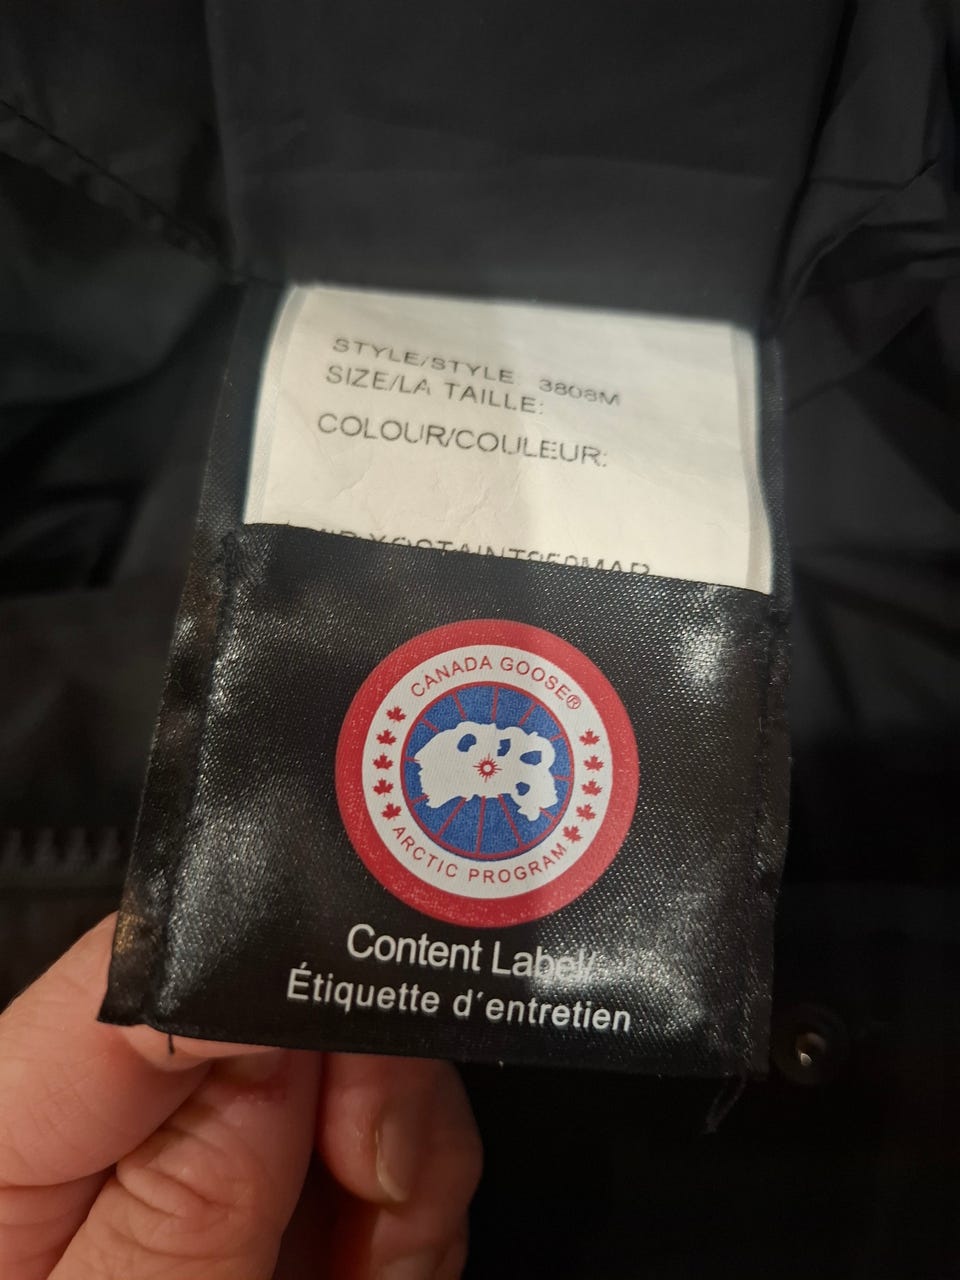 STYLE/STYLE: 3808M
SIZE/LA TAILLE:
COLOUR/COULEUR:
CANADA GOOSE®
ARCTIC PROGRAM
Content Label/
Étiquette d'entretien